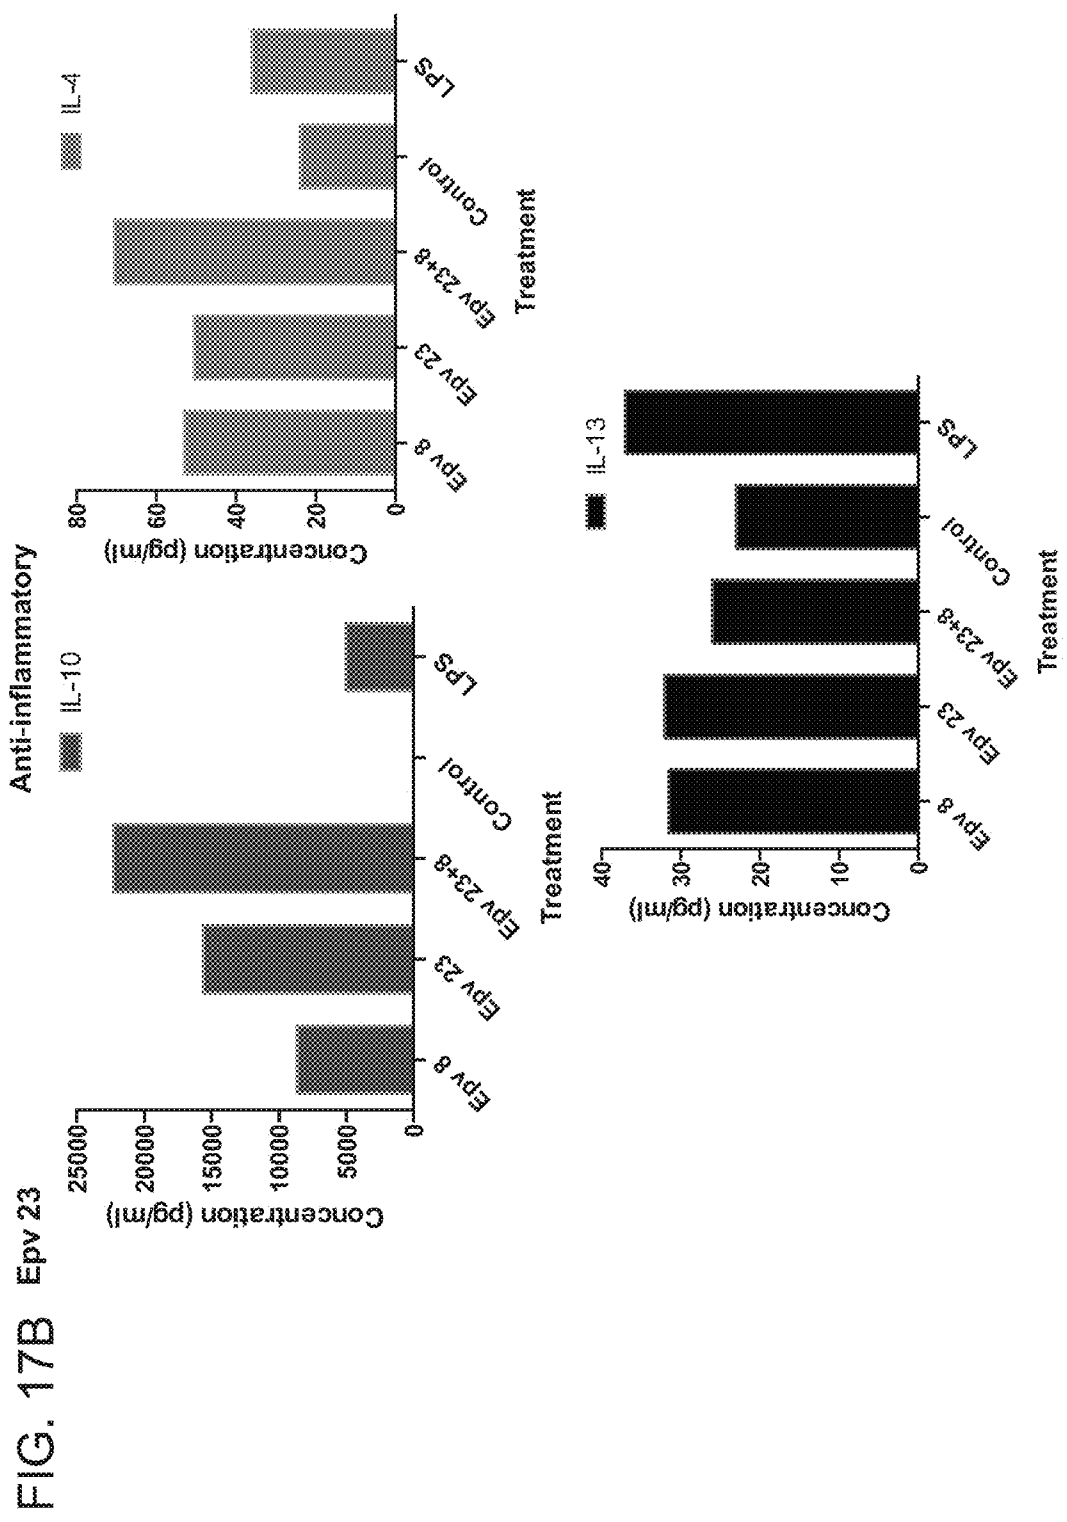 FIG. 17B Epv 23
Anti-inflammatory
IL-10
Concentration (pg/ml)
25000
20000
15000
10000
5000
0
Epv 8
Epv 23
Epv 23+8
Control
LPS
Treatment
IL-4
Concentration (pg/ml)
80
60
40
20
0
Epv 8
Epv 23
Epv 23+8
Control
LPS
Treatment
IL-13
Concentration (pg/ml)
40
30
20
10
0
Epv 8
Epv 23
Epv 23+8
Control
LPS
Treatment